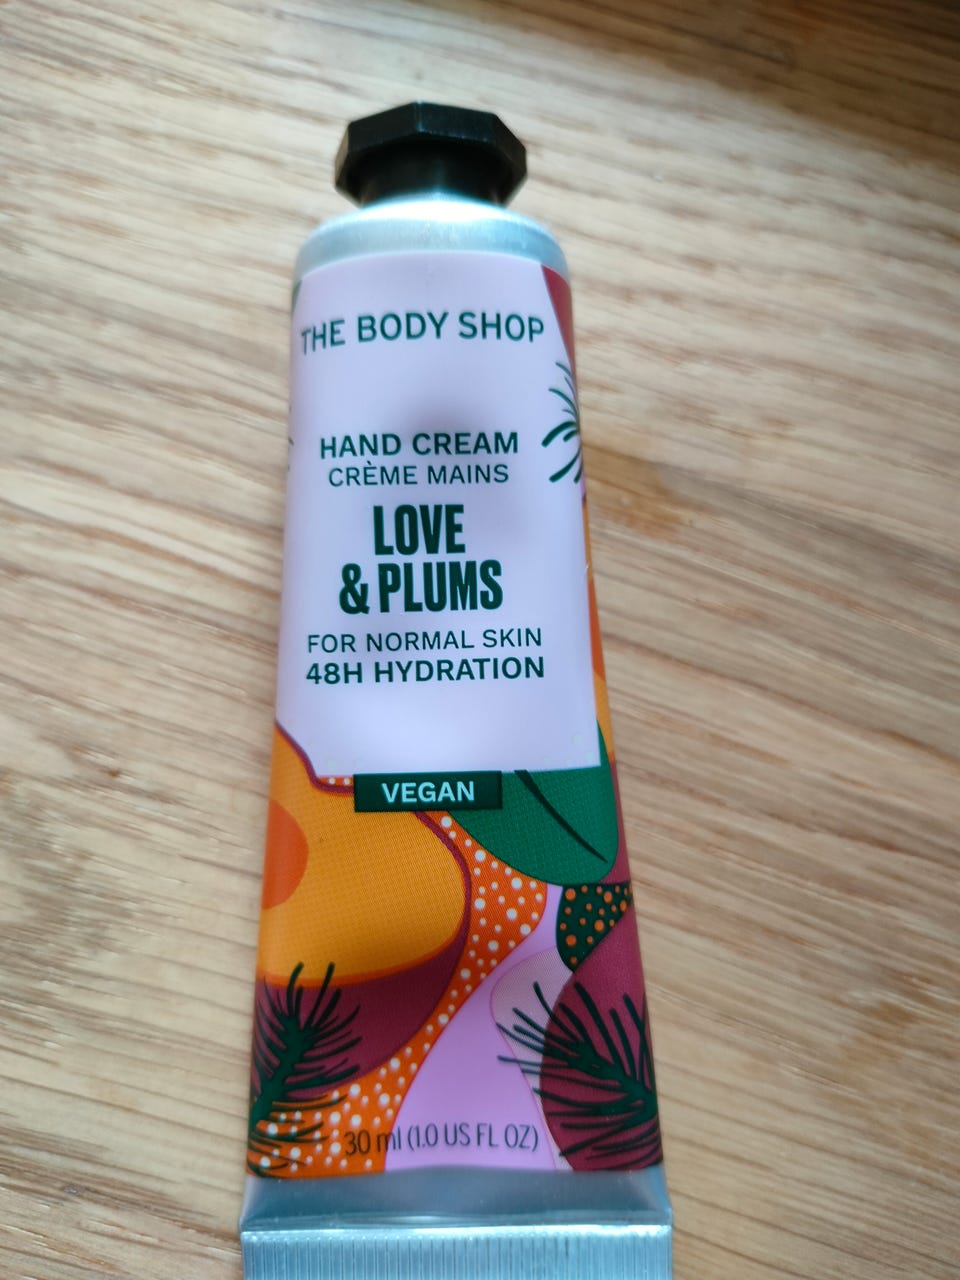 THE BODY SHOP
HAND CREAM
CRÈME MAINS
LOVE
& PLUMS
FOR NORMAL SKIN
48H HYDRATION
VEGAN
30 ml (1.0 US FL OZ)